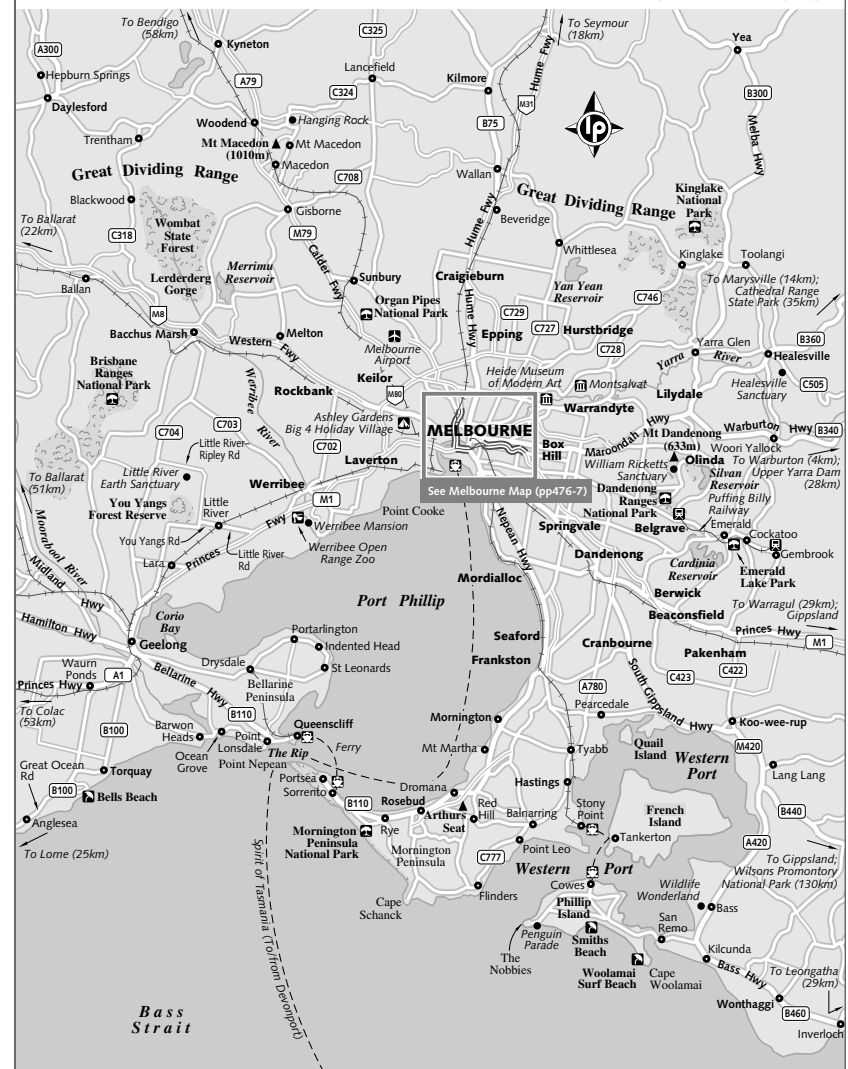 To Bendigo
(58km)
C325
To Seymour
(18km)
Yea
A300
Kyneton
Hepburn Springs
A79
Lancefield
Kilmore
Hume Fwy
C324
M31
B300
Daylesford
Woodend
Hanging Rock
B75
lp
Melba Hwy
Trentham
Mt Macedon
(1010m)
Mt Macedon
Macedon
Great Dividing Range
C708
Wallan
Great Dividing Range
Kinglake
National
Park
Blackwood
Gisborne
Hume Fwy
Beveridge
To Ballarat
(22km)
C318
Wombat
State
Forest
M79
Whittlesea
Kinglake
Toolangi
Lerderderg
Gorge
Merrimu
Reservoir
Calder Fwy
Sunbury
Craigieburn
Yan Yean
Reservoir
To Marysville (14km);
Cathedral Range
State Park (35km)
Ballan
C746
Organ Pipes
National Park
Hume Hwy
C729
M8
Bacchus Marsh
Melton
Epping
C727
Hurstbridge
Western
Fwy
Melbourne
Airport
C728
Yarra Glen
B360
Yarra
River
Healesville
Brisbane
Ranges
National Park
Werribee
River
Keilor
Heide Museum
of Modern Art
Montsalvat
Rockbank
M80
Lilydale
Healesville
Sanctuary
C505
Warrandyte
C704
C703
Ashley Gardens
Big 4 Holiday Village
MELBOURNE
Maroondah Hwy
Warburton Hwy
B340
Little River–
Ripley Rd
C702
Box
Hill
Mt Dandenong
(633m)
Woori Yallock
Laverton
William Ricketts
Sanctuary
Olinda
To Warburton (4km);
Upper Yarra Dam
(28km)
To Ballarat
(51km)
Little River
Earth Sanctuary
Werribee
Silvan
Reservoir
See Melbourne Map (pp476-7)
Dandenong
Ranges
National Park
Puffing Billy
Railway
You Yangs
Forest Reserve
Little
River
M1
Point Cooke
Belgrave
Emerald
Moorabool River
Fwy
Werribee Mansion
Springvale
Cockatoo
You Yangs Rd
Princes
Little River
Rd
Werribee Open
Range Zoo
Nepean Hwy
Dandenong
Gembrook
Midland
Hwy
Lara
Cardinia
Reservoir
Emerald
Lake Park
Mordialloc
Berwick
Hamilton Hwy
Corio
Bay
Port Phillip
Beaconsfield
To Warragul (29km);
Gippsland
Princes Hwy
Geelong
Portarlington
Seaford
Cranbourne
M1
Indented Head
Pakenham
Waurn
Ponds
Drysdale
St Leonards
Frankston
C422
Princes Hwy
A1
Bellarine
Hwy
Bellarine
Peninsula
A780
South Gippsland
Hwy
C423
To Colac
(53km)
B110
Pearcedale
B100
Barwon
Heads
Queenscliff
Mornington
Koo-wee-rup
Point
Lonsdale
The Rip
Ferry
Mt Martha
Tyabb
Quail
Island
Western
Port
M420
Great Ocean
Rd
Ocean
Grove
Point Nepean
Lang Lang
Torquay
Portsea
Hastings
B100
Bells Beach
Sorrento
Dromana
B110
Rosebud
Red
Hill
Stony
Point
French
Island
B440
Anglesea
Rye
Arthurs
Seat
Balnarring
Tankerton
A420
To Lorne (25km)
Mornington
Peninsula
National Park
Mornington
Peninsula
Point Leo
C777
To Gippsland;
Wilsons Promontory
National Park (130km)
Western
Port
Spirit of Tasmania (To/from Devonport)
Flinders
Cowes
Wildlife
Wonderland
Cape
Schanck
Phillip
Island
Bass
San
Remo
The
Nobbies
Penguin
Parade
Smiths
Beach
Kilcunda
Woolamai
Surf Beach
Cape
Woolamai
Bass Hwy
To Leongatha
(29km)
Bass
Strait
Wonthaggi
B460
Inverloch